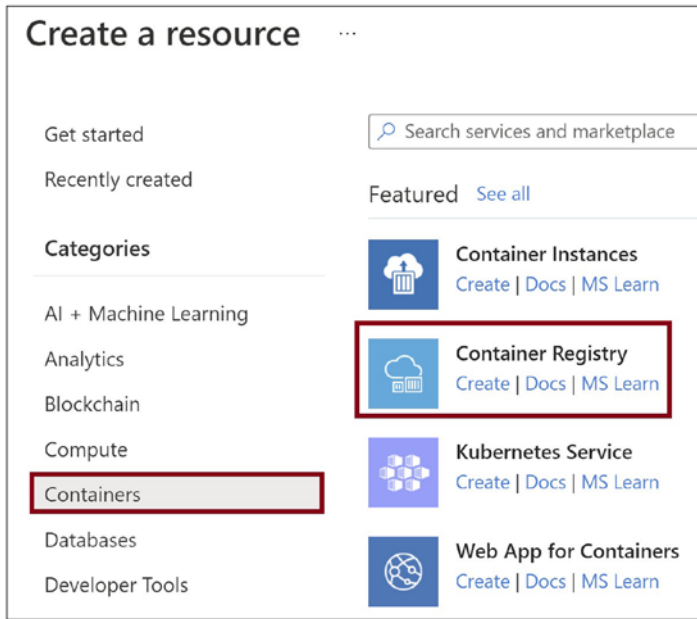 Create a resource ...
Get started
Recently created
Categories
AI + Machine Learning
Analytics
Blockchain
Compute
Containers
Databases
Developer Tools
Search services and marketplace
Featured See all
Container Instances
Create | Docs | MS Learn
Container Registry
Create | Docs | MS Learn
Kubernetes Service
Create | Docs | MS Learn
Web App for Containers
Create | Docs | MS Learn